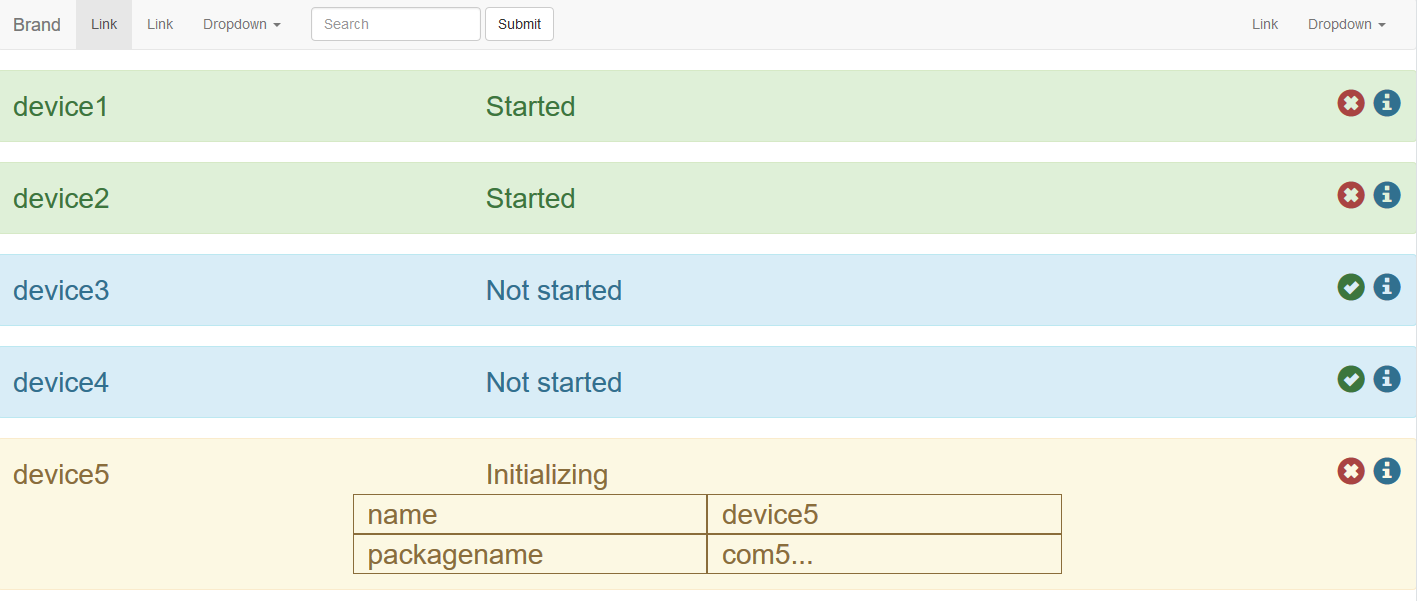 Brand Link Link Dropdown Search Submit Link Dropdown
device1 Started
device2 Started
device3 Not started
device4 Not started
device5 Initializing
name device5
packagename com5...